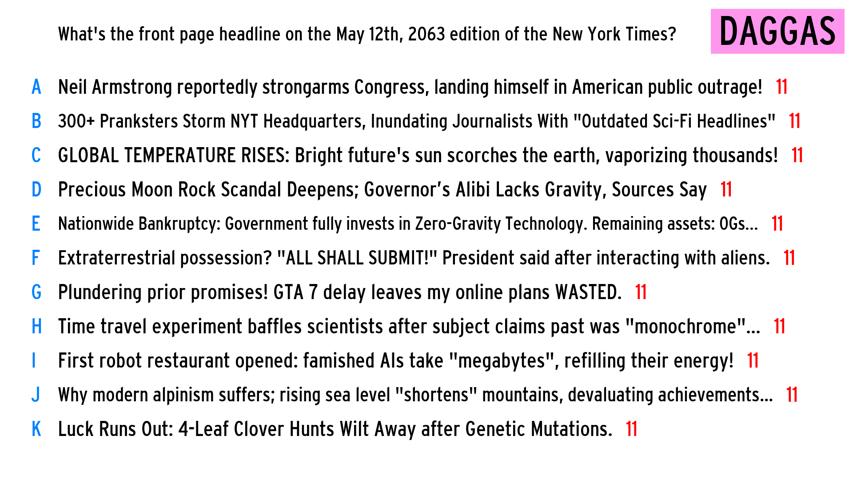 What's the front page headline on the May 12th, 2063 edition of the New York Times? DAGGAS
A Neil Armstrong reportedly strongarms Congress, landing himself in American public outrage! 11
B 300+ Pranksters Storm NYT Headquarters, Inundating Journalists With "Outdated Sci-Fi Headlines" 11
C GLOBAL TEMPERATURE RISES: Bright future's sun scorches the earth, vaporizing thousands! 11
D Precious Moon Rock Scandal Deepens; Governor’s Alibi Lacks Gravity, Sources Say 11
E Nationwide Bankruptcy: Government fully invests in Zero-Gravity Technology. Remaining assets: 0Gs... 11
F Extraterrestrial possession? "ALL SHALL SUBMIT!" President said after interacting with aliens. 11
G Plundering prior promises! GTA 7 delay leaves my online plans WASTED. 11
H Time travel experiment baffles scientists after subject claims past was "monochrome"... 11
I First robot restaurant opened: famished AIs take "megabytes", refilling their energy! 11
J Why modern alpinism suffers; rising sea level "shortens" mountains, devaluating achievements... 11
K Luck Runs Out: 4-Leaf Clover Hunts Wilt Away after Genetic Mutations. 11